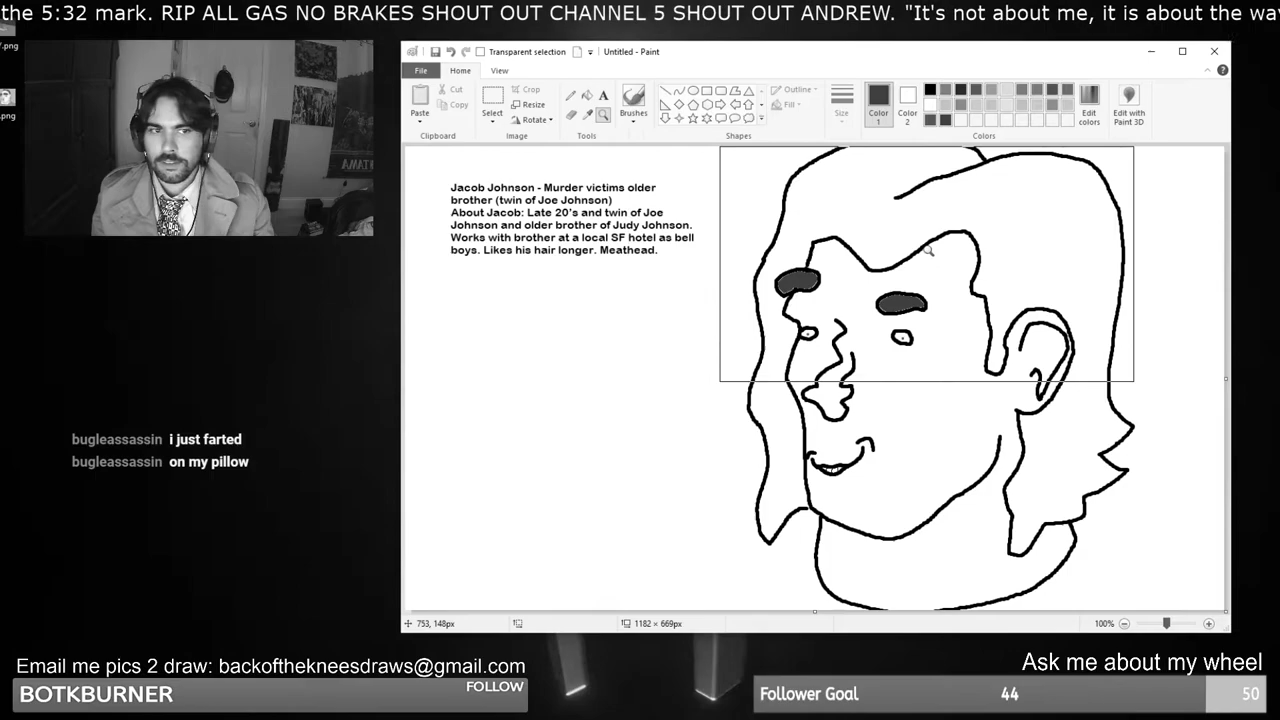 the 5:32 mark. RIP ALL GAS NO BRAKES SHOUT OUT CHANNEL 5 SHOUT OUT ANDREW. "It's not about me, it is about the wa
.png
.png
Transparent selection
Untitled - Paint
File
Home
View
Paste
Cut
Copy
Clipboard
Select
Crop
Resize
Rotate
Image
Tools
Brushes
Shapes
Outline
Fill
Size
Color
1
Color
2
Colors
Edit
colors
Edit with
Paint 3D
Jacob Johnson - Murder victims older
brother (twin of Joe Johnson)
About Jacob: Late 20's and twin of Joe
Johnson and older brother of Judy Johnson.
Works with brother at a local SF hotel as bell
boys. Likes his hair longer. Meathead.
bugleassassin i just farted
bugleassassin on my pillow
753, 148px
1182 × 669px
100%
Email me pics 2 draw: backofthekneesdraws@gmail.com
Ask me about my wheel
BOTKBURNER
FOLLOW
Follower Goal
44
50